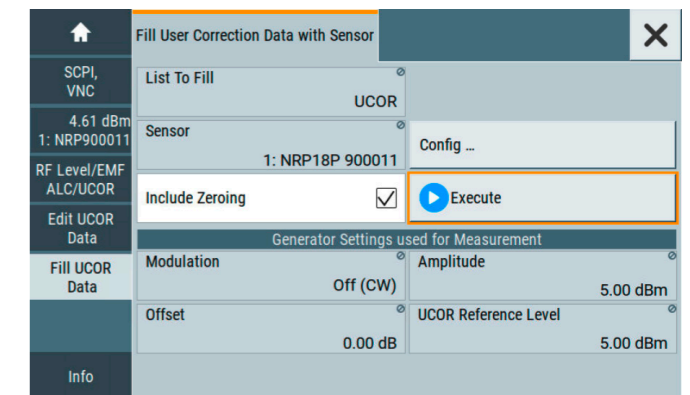 Fill User Correction Data with Sensor
SCPI,
VNC
4.61 dBm
1: NRP900011
RF Level/EMF
ALC/UCOR
Edit UCOR
Data
Fill UCOR
Data
Info
List To Fill
UCOR
Sensor
1: NRP18P 900011
Config ...
Include Zeroing
Execute
Generator Settings used for Measurement
Modulation
Off (CW)
Amplitude
5.00 dBm
Offset
0.00 dB
UCOR Reference Level
5.00 dBm